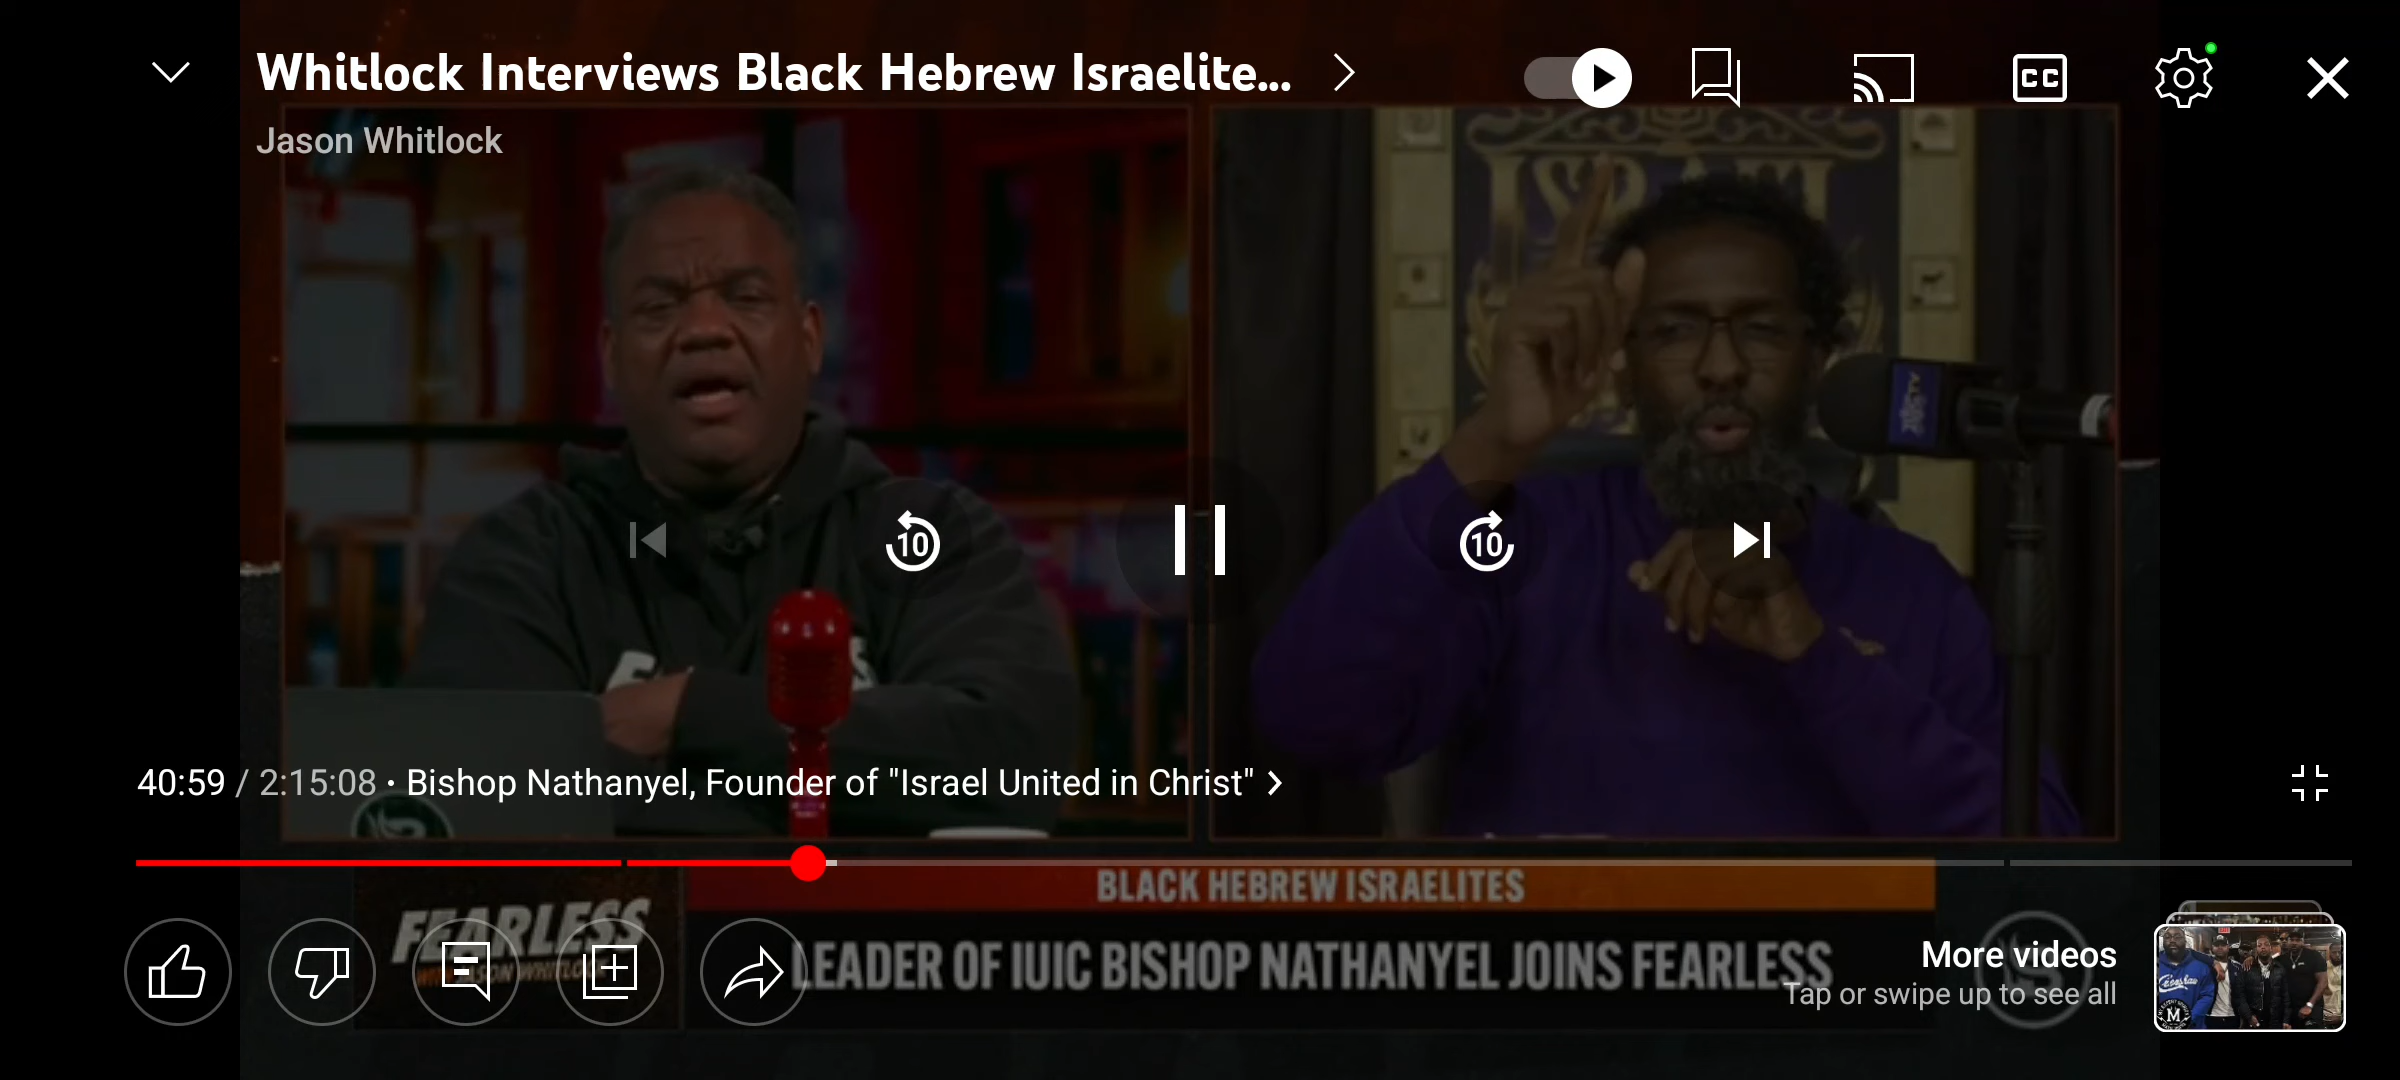 Whitlock Interviews Black Hebrew Israelite...
Jason Whitlock
CC
10
10
40:59 / 2:15:08 · Bishop Nathanyel, Founder of "Israel United in Christ"
BLACK HEBREW ISRAELITES
FEARLESS
LEADER OF IUIC BISHOP NATHANYEL JOINS FEARLESS
More videos
Tap or swipe up to see all
M